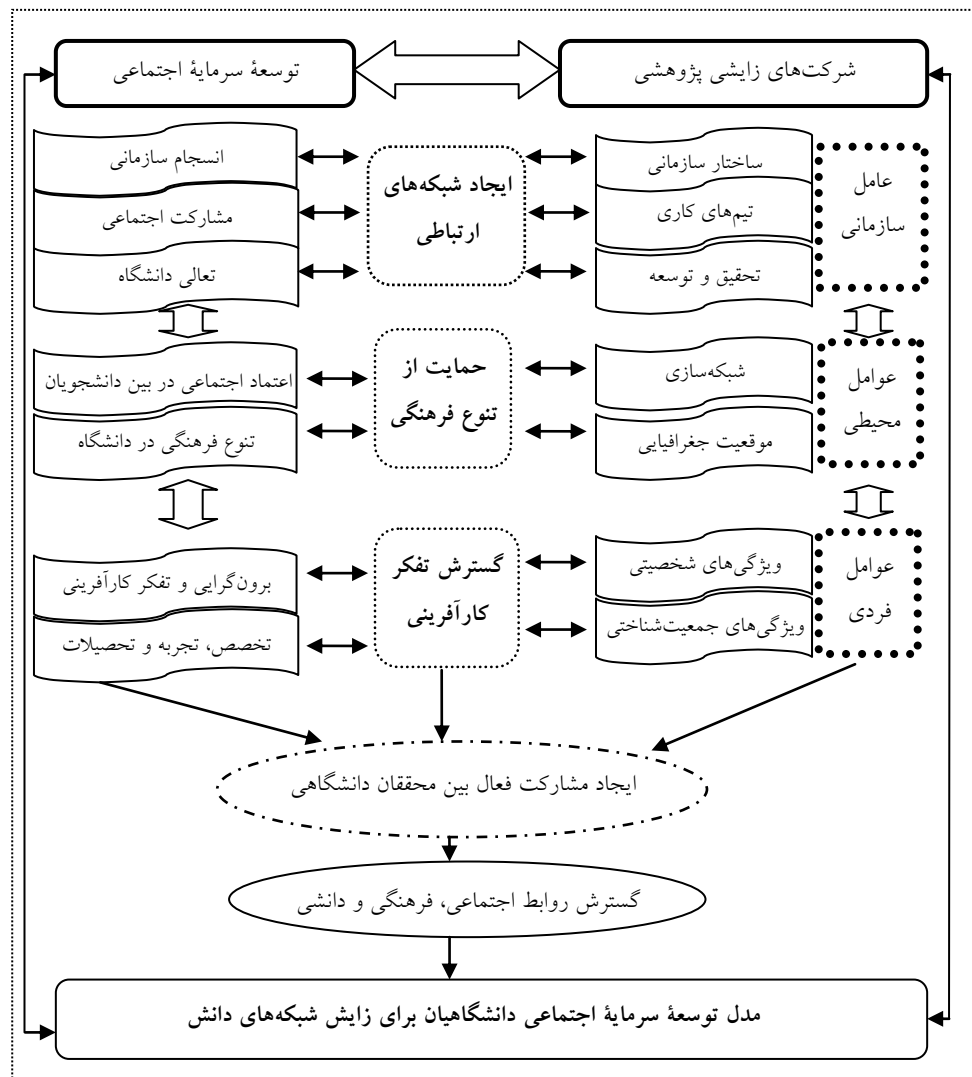 شرکت‌های زایشی پژوهشی
توسعهٔ سرمایهٔ اجتماعی
عامل
سازمانی
ساختار سازمانی
تیم‌های کاری
تحقیق و توسعه
ایجاد شبکه‌های
ارتباطی
انسجام سازمانی
مشارکت اجتماعی
تعالی دانشگاه
عوامل
محیطی
شبکه‌سازی
موقعیت جغرافیایی
حمایت از
تنوع فرهنگی
اعتماد اجتماعی در بین دانشجویان
تنوع فرهنگی در دانشگاه
عوامل
فردی
ویژگی‌های شخصیتی
ویژگی‌های جمعیت‌شناختی
گسترش تفکر
کارآفرینی
برون‌گرایی و تفکر کارآفرینی
تخصص، تجربه و تحصیلات
ایجاد مشارکت فعال بین محققان دانشگاهی
گسترش روابط اجتماعی، فرهنگی و دانشی
مدل توسعهٔ سرمایهٔ اجتماعی دانشگاهیان برای زایش شبکه‌های دانش